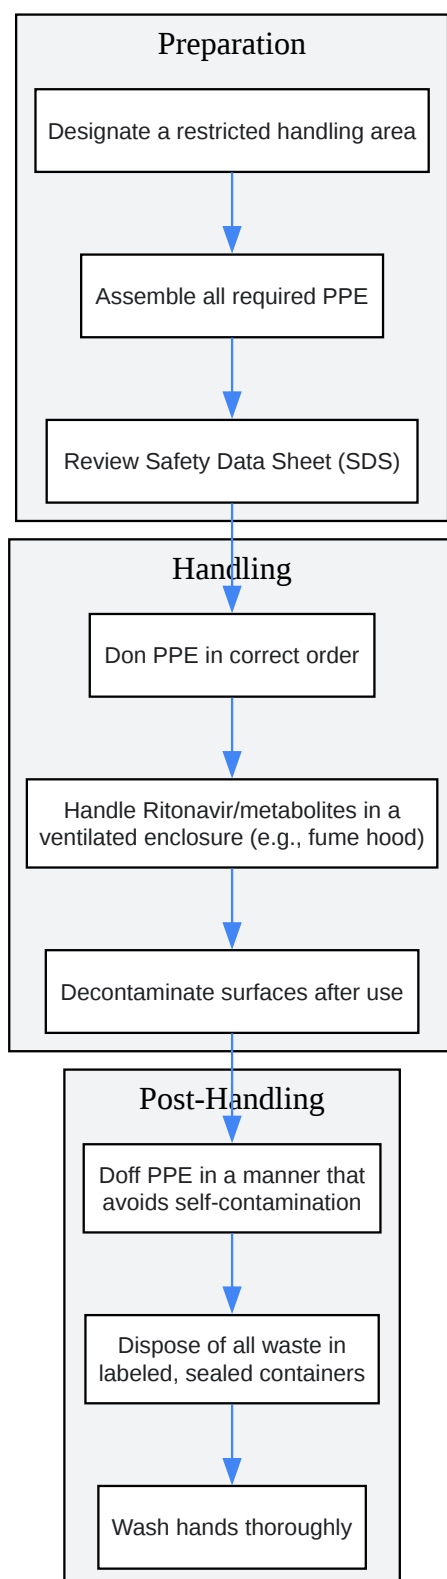 Preparation
Designate a restricted handling area
Assemble all required PPE
Review Safety Data Sheet (SDS)
Handling
Don PPE in correct order
Handle Ritonavir/metabolites in a
ventilated enclosure (e.g., fume hood)
Decontaminate surfaces after use
Post-Handling
Doff PPE in a manner that
avoids self-contamination
Dispose of all waste in
labeled, sealed containers
Wash hands thoroughly